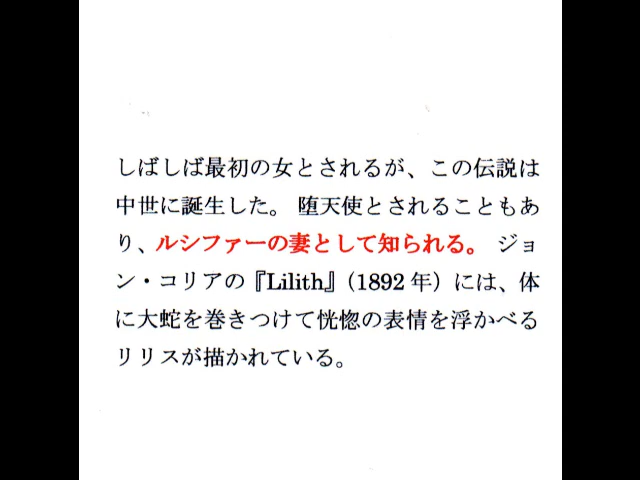 しばしば最初の女とされるが、この伝説は
中世に誕生した。 堕天使とされることもあ
り、ルシファーの妻として知られる。 ジョ
ン・コリアの『Lilith』（1892 年）には、体
に大蛇を巻きつけて恍惚の表情を浮かべる
リリスが描かれている。